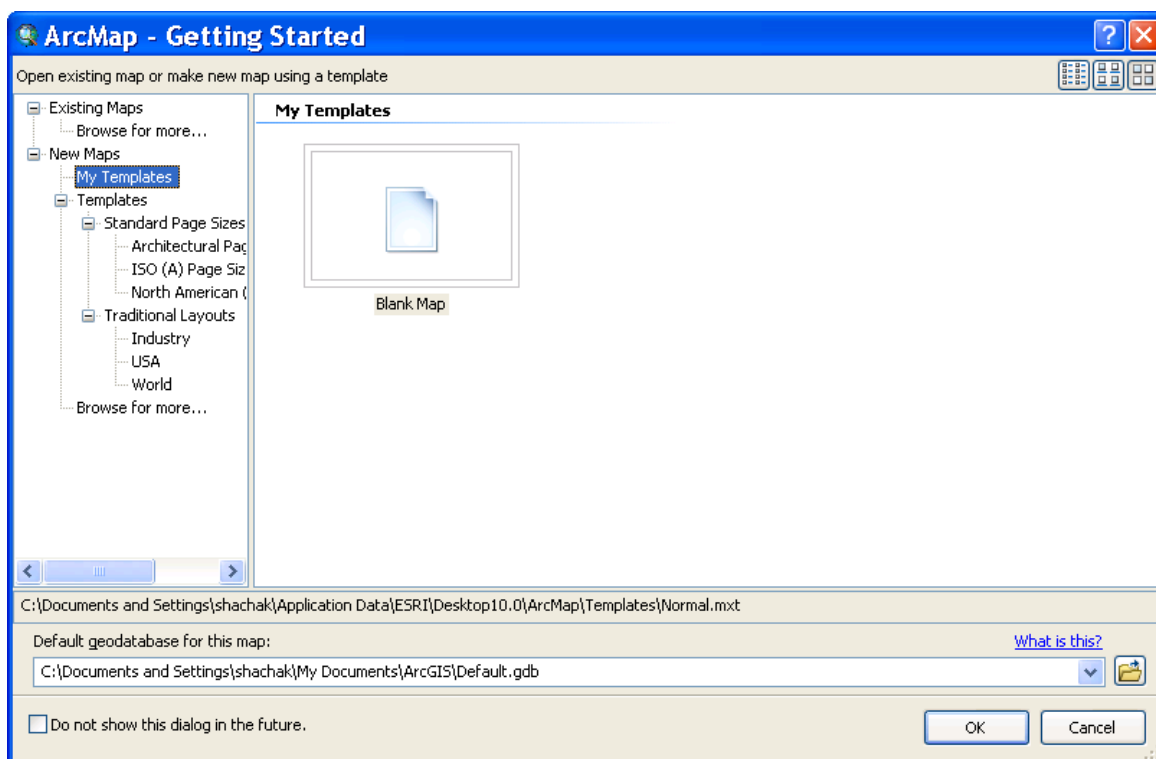 ArcMap - Getting Started
Open existing map or make new map using a template
Existing Maps
Browse for more...
New Maps
My Templates
Templates
Standard Page Sizes
Architectural Pag
ISO (A) Page Siz
North American (
Traditional Layouts
Industry
USA
World
Browse for more...
My Templates
Blank Map
C:\Documents and Settings\shachak\Application Data\ESRI\Desktop10.0\ArcMap\Templates\Normal.mxt
Default geodatabase for this map:
What is this?
C:\Documents and Settings\shachak\My Documents\ArcGIS\Default.gdb
Do not show this dialog in the future.
OK
Cancel